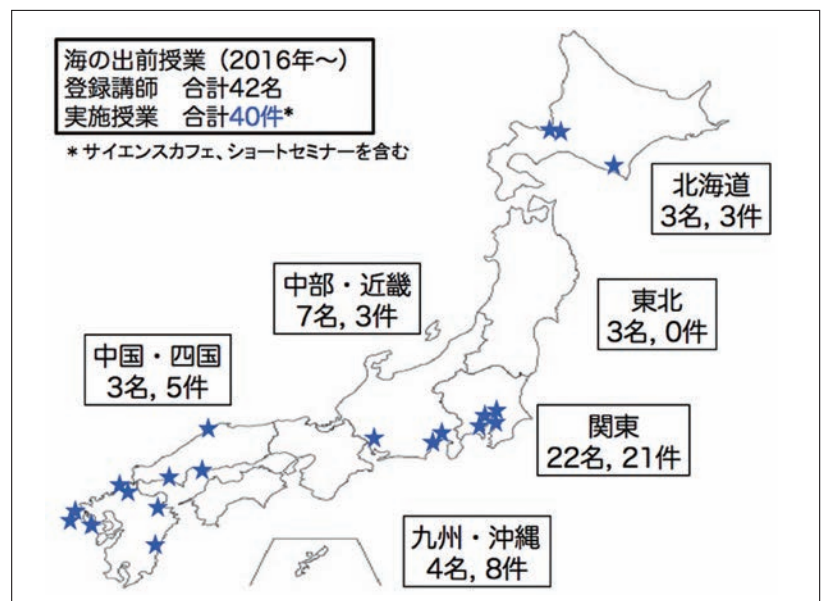 海の出前授業（2016年〜）
登録講師　合計42名
実施授業　合計40件*
* サイエンスカフェ、ショートセミナーを含む
北海道
3名, 3件
中部・近畿
7名, 3件
東北
3名, 0件
中国・四国
3名, 5件
関東
22名, 21件
九州・沖縄
4名, 8件